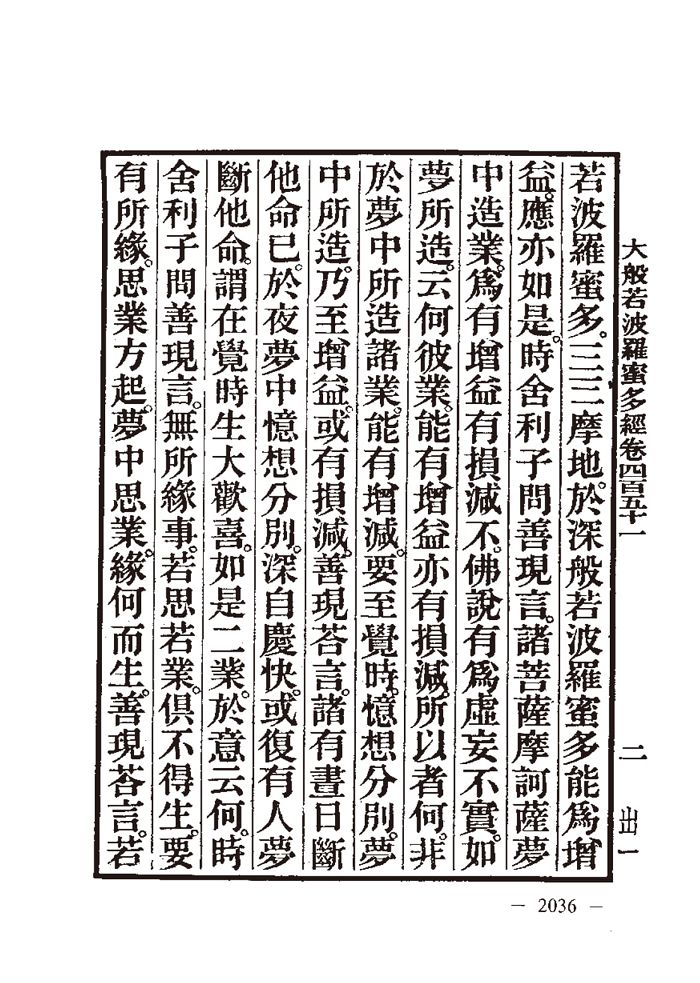 大般若波羅蜜多經卷四百五十一 二 出一
若波羅蜜多。三三摩地。於深般若波羅蜜多能爲增
益。應亦如是。時舍利子問善現言。諸菩薩摩訶薩夢
中造業。爲有增益有損減不。佛說有爲虛妄不實。如
夢所造。云何彼業。能有增益亦有損減。所以者何。非
於夢中所造諸業。能有增減。要至覺時。憶想分別。夢
中所造。乃至增益。或有損減。善現荅言。諸有晝日斷
他命已。於夜夢中憶想分別。深自慶快。或復有人夢
斷他命。謂在覺時生大歡喜。如是二業。於意云何。時
舍利子問善現言。無所緣事。若思若業。俱不得生。要
有所緣。思業方起。夢中思業。緣何而生。善現荅言。若
— 2036 —